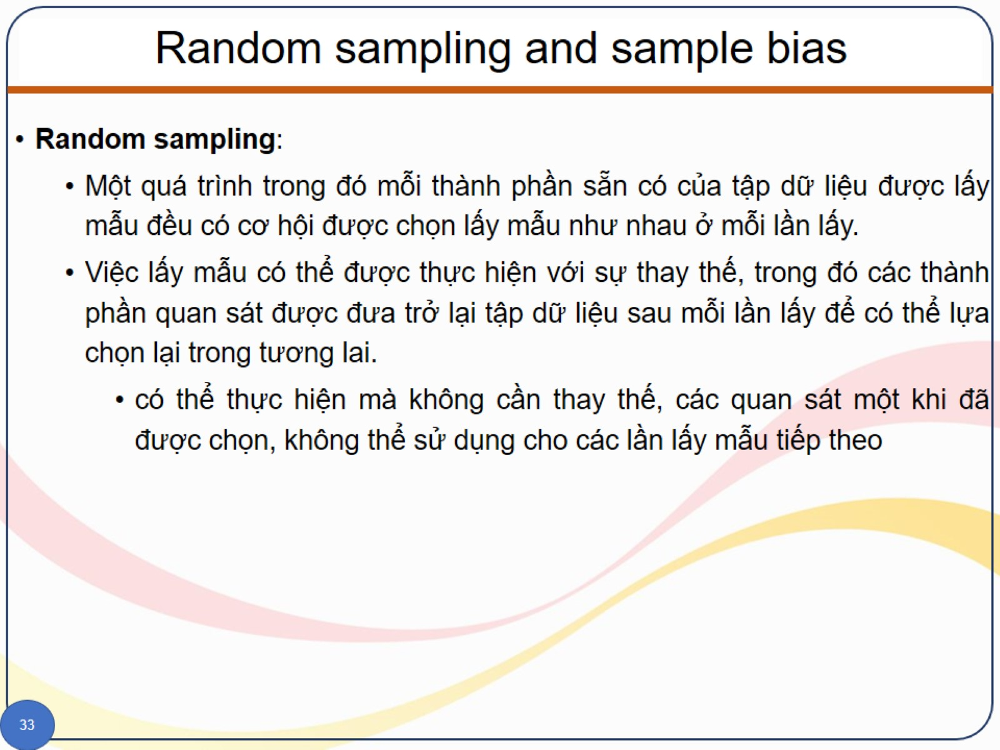 Random sampling and sample bias
• Random sampling:
• Một quá trình trong đó mỗi thành phần sẵn có của tập dữ liệu được lấy
mẫu đều có cơ hội được chọn lấy mẫu như nhau ở mỗi lần lấy.
• Việc lấy mẫu có thể được thực hiện với sự thay thế, trong đó các thành
phần quan sát được đưa trở lại tập dữ liệu sau mỗi lần lấy để có thể lựa
chọn lại trong tương lai.
• có thể thực hiện mà không cần thay thế, các quan sát một khi đã
được chọn, không thể sử dụng cho các lần lấy mẫu tiếp theo
33